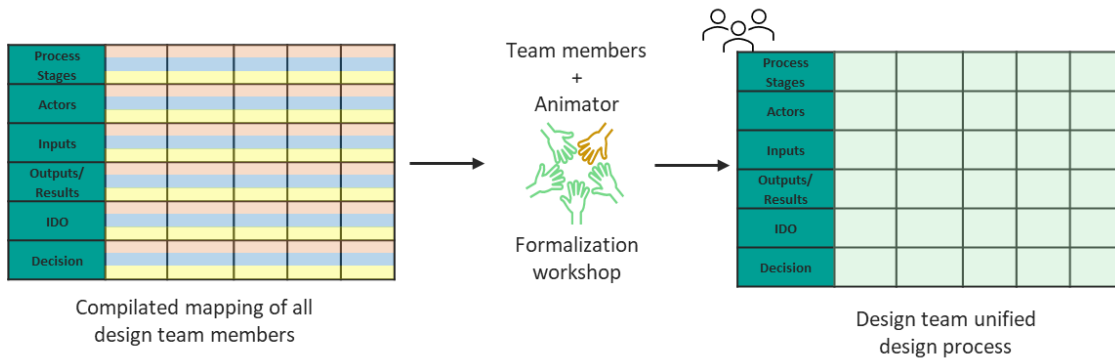 Process
Stages
Actors
Inputs
Outputs/
Results
IDO
Decision
Compilated mapping of all
design team members
Team members
+
Animator
Formalization
workshop
Process
Stages
Actors
Inputs
Outputs/
Results
IDO
Decision
Design team unified
design process